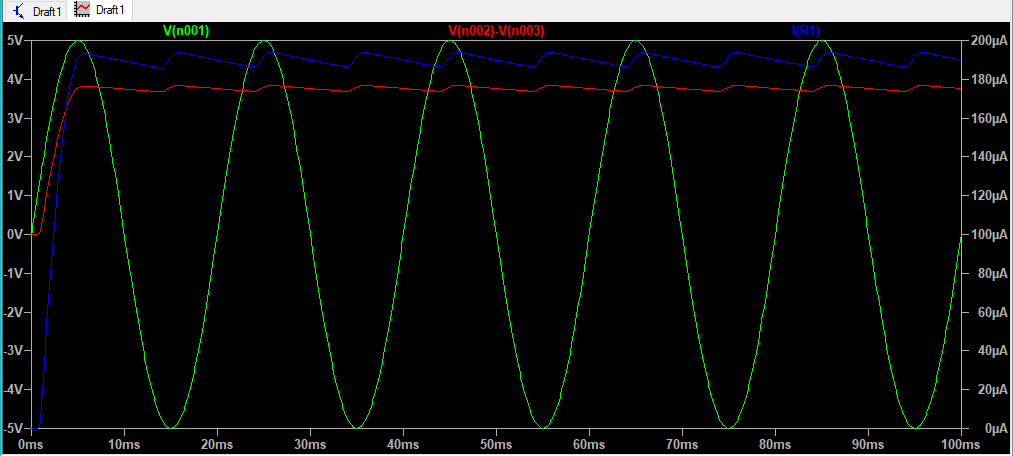 Draft1 Draft1
V(n001) V(n002)-V(n003) I(R1)
5V 200µA
4V 180µA
3V 160µA
2V 140µA
1V 120µA
0V 100µA
-1V 80µA
-2V 60µA
-3V 40µA
-4V 20µA
-5V 0µA
0ms 10ms 20ms 30ms 40ms 50ms 60ms 70ms 80ms 90ms 100ms